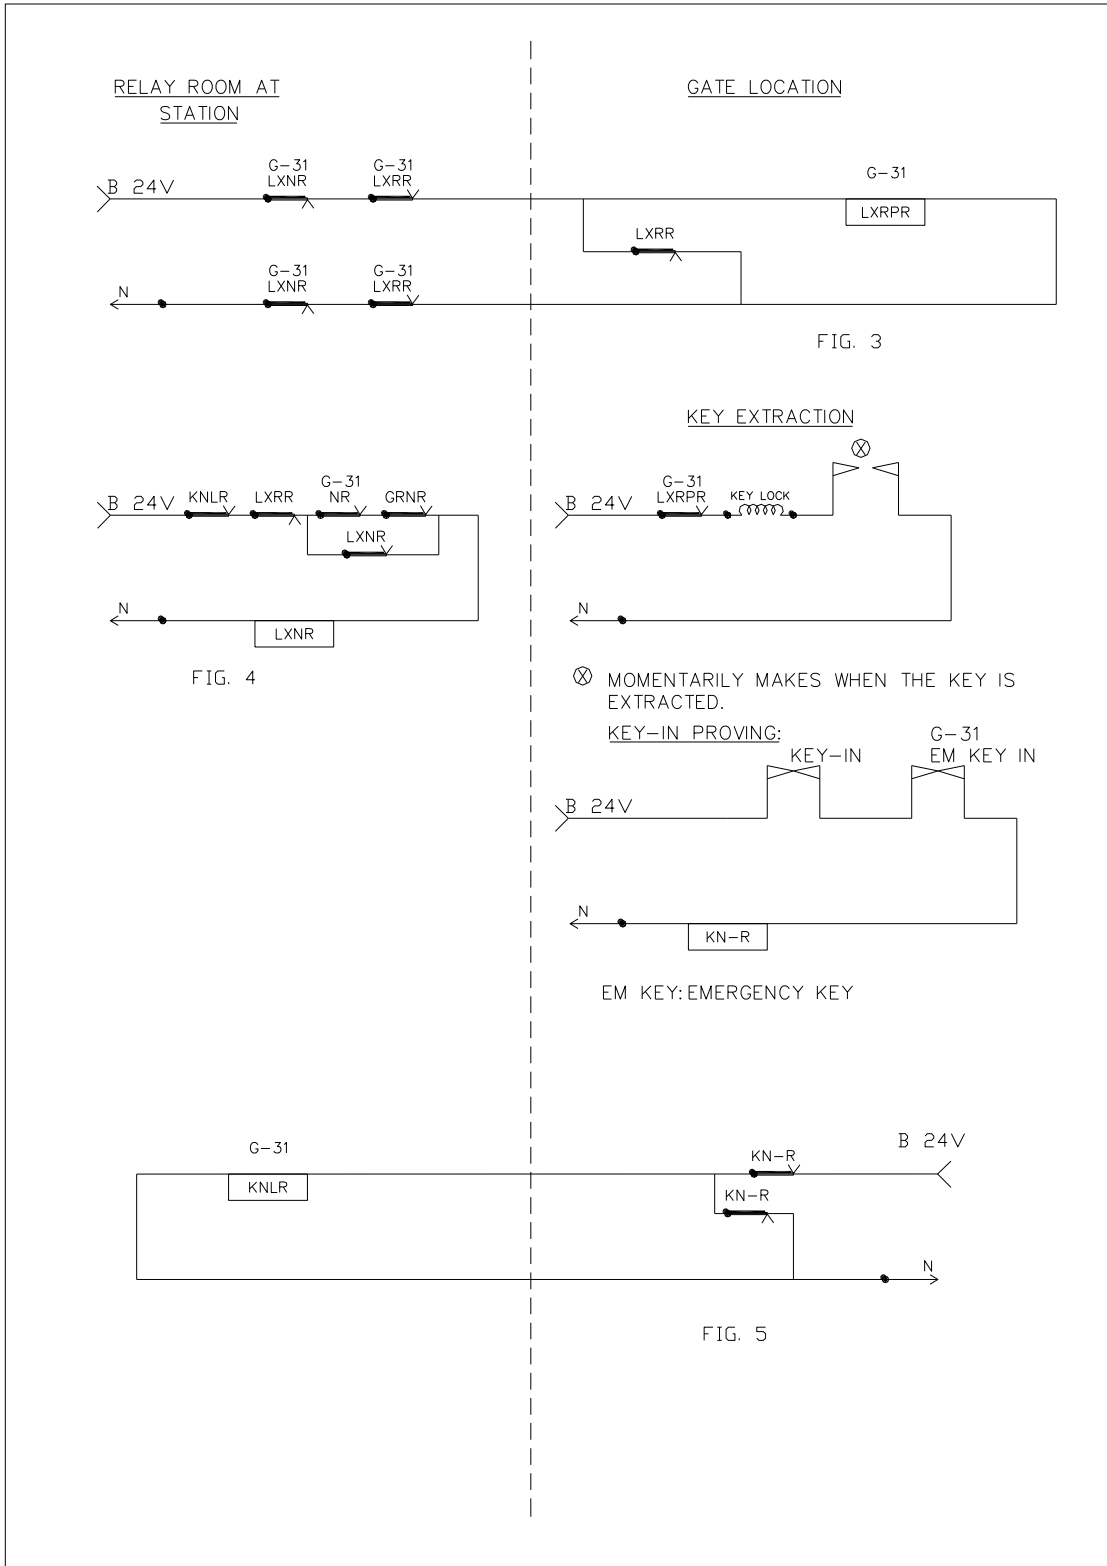 RELAY ROOM AT
STATION
GATE LOCATION
B 24V
G-31
LXNR
G-31
LXRR
G-31
LXRPR
LXRR
N
G-31
LXNR
G-31
LXRR
FIG. 3
KEY EXTRACTION
B 24V
KNLR
LXRR
G-31
NR
GRNR
LXNR
N
LXNR
FIG. 4
B 24V
G-31
LXRPR
KEY LOCK
N
MOMENTARILY MAKES WHEN THE KEY IS
EXTRACTED.
KEY-IN PROVING:
KEY-IN
G-31
EM KEY IN
B 24V
N
KN-R
EM KEY: EMERGENCY KEY
G-31
KNLR
KN-R
B 24V
KN-R
N
FIG. 5